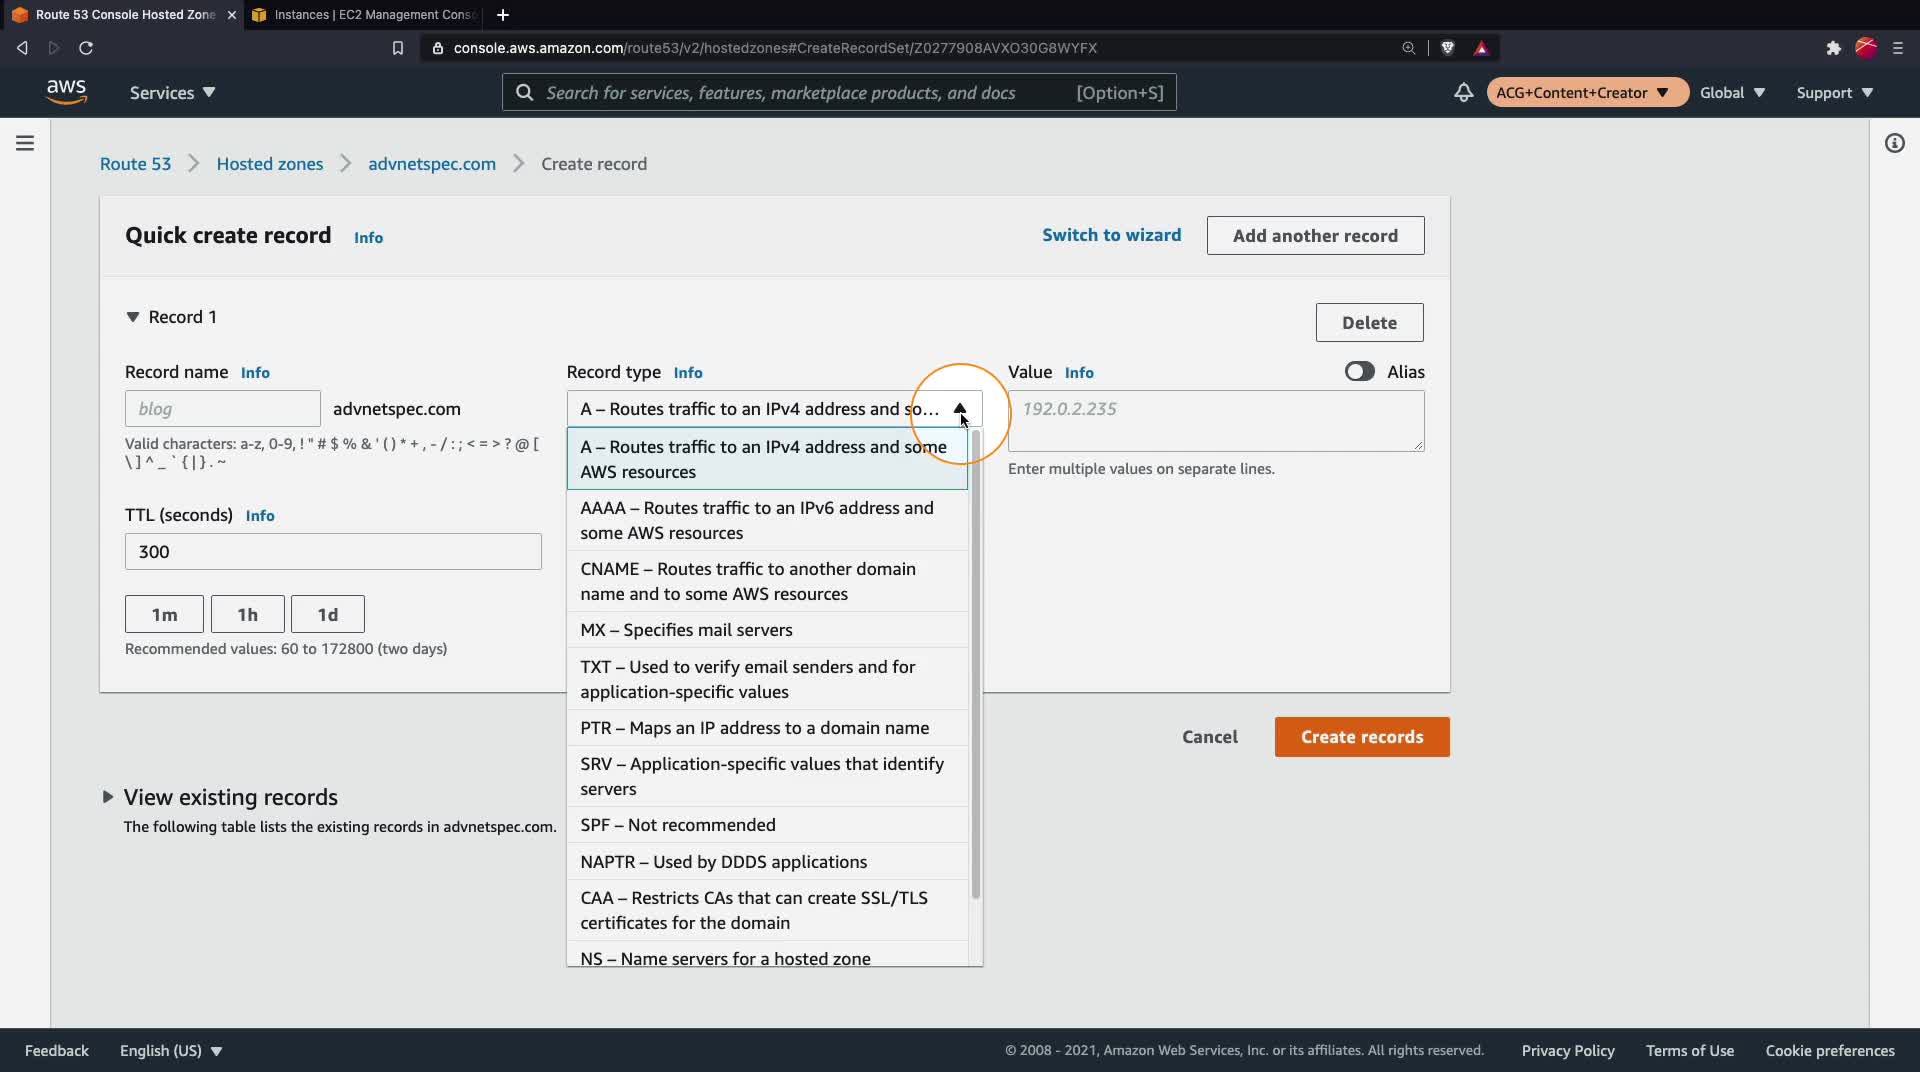 Route 53 Console Hosted Zone
Instances | EC2 Management Cons
console.aws.amazon.com/route53/v2/hostedzones#CreateRecordSet/Z0277908AVXO30G8WYFX
aws
Services
Search for services, features, marketplace products, and docs [Option+S]
ACG+Content+Creator
Global
Support
Route 53
Hosted zones
advnetspec.com
Create record
Quick create record
Info
Switch to wizard
Add another record
Record 1
Delete
Record name Info
blog
advnetspec.com
Valid characters: a-z, 0-9, ! " # $ % & ' ( ) * + , - / : ; < = > ? @ [
\ ] ^ _ ` { | } . ~
TTL (seconds) Info
300
1m
1h
1d
Recommended values: 60 to 172800 (two days)
Record type Info
A – Routes traffic to an IPv4 address and so...
A – Routes traffic to an IPv4 address and some
AWS resources
AAAA – Routes traffic to an IPv6 address and
some AWS resources
CNAME – Routes traffic to another domain
name and to some AWS resources
MX – Specifies mail servers
TXT – Used to verify email senders and for
application-specific values
PTR – Maps an IP address to a domain name
SRV – Application-specific values that identify
servers
SPF – Not recommended
NAPTR – Used by DDDS applications
CAA – Restricts CAs that can create SSL/TLS
certificates for the domain
NS – Name servers for a hosted zone
Value Info
Alias
192.0.2.235
Enter multiple values on separate lines.
Cancel
Create records
View existing records
The following table lists the existing records in advnetspec.com.
Feedback
English (US)
© 2008 - 2021, Amazon Web Services, Inc. or its affiliates. All rights reserved.
Privacy Policy
Terms of Use
Cookie preferences